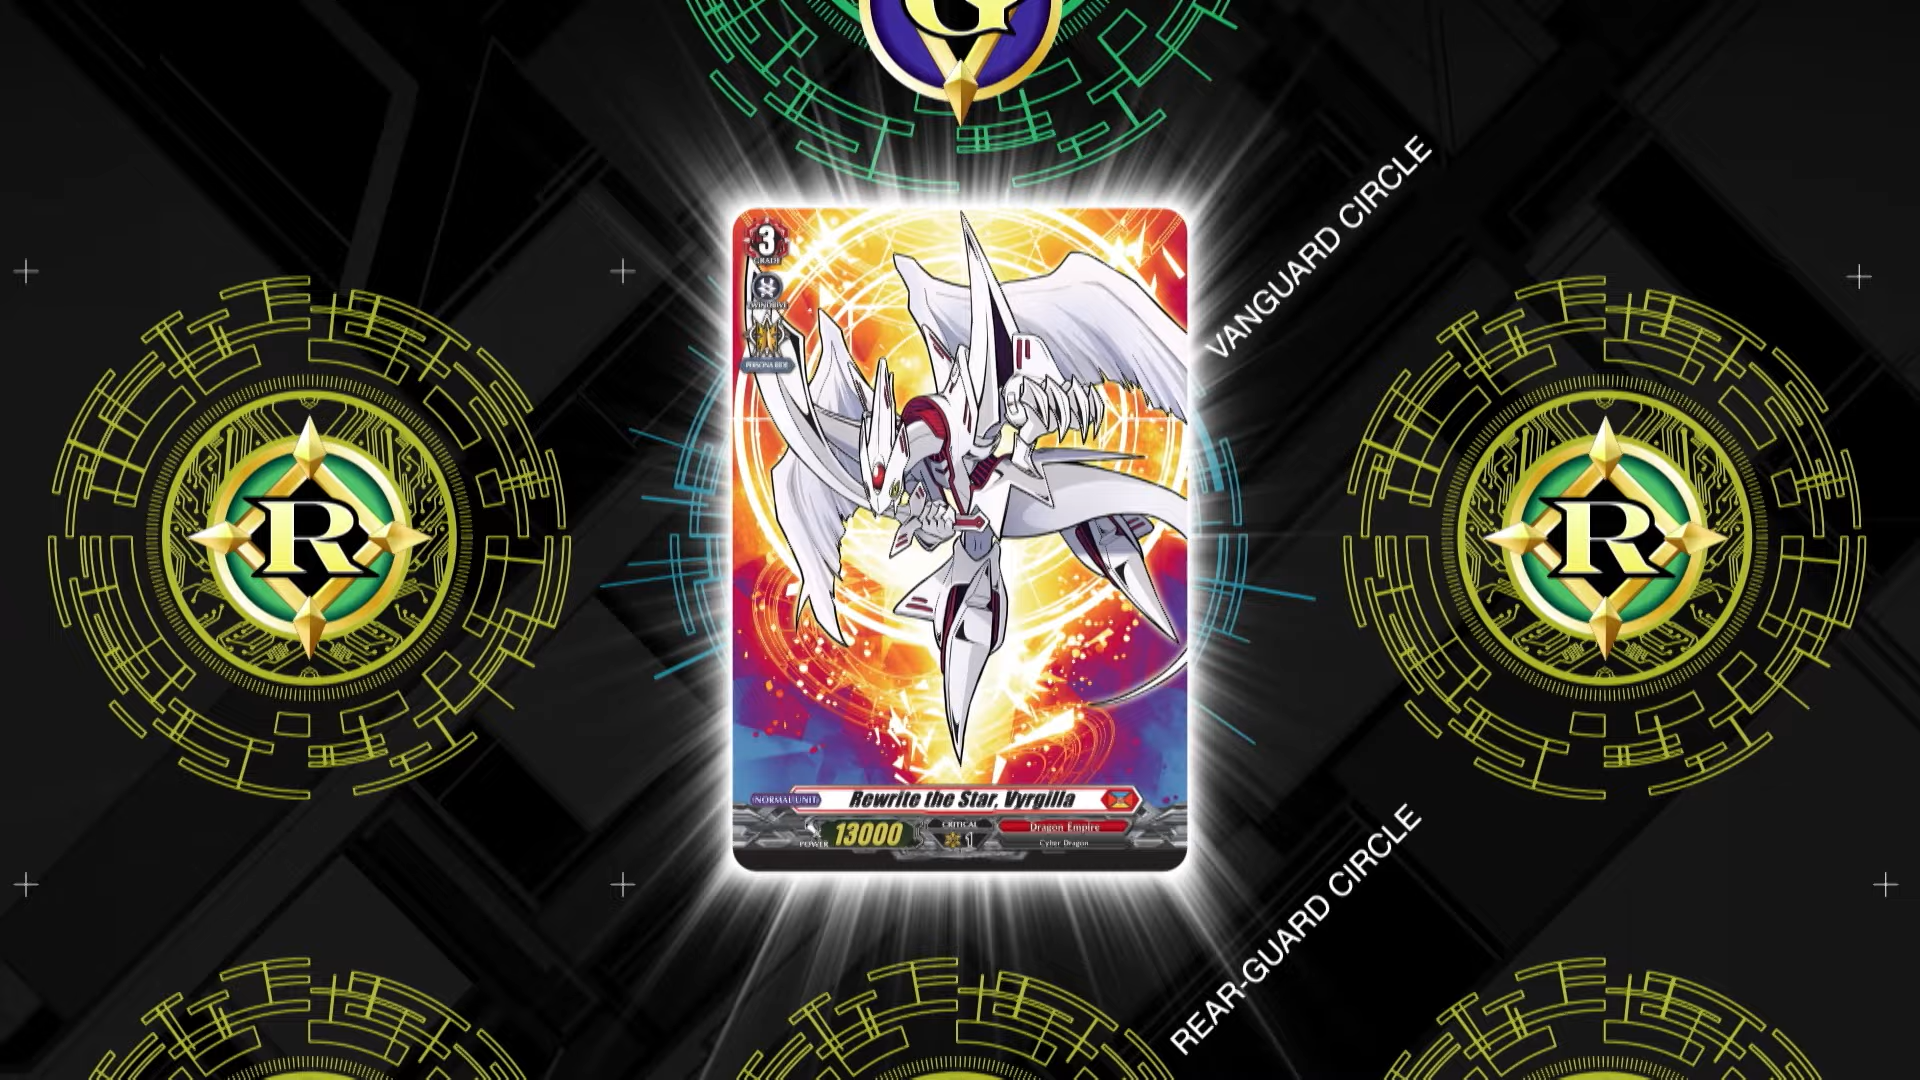 G
VANGUARD CIRCLE
3
GRADE
TWIN DRIVE
PERSONA RIDE
R
R
NORMAL UNIT
Rewrite the Star, Vyrgilla
POWER
13000
CRITICAL
1
Dragon Empire
Cyber Dragon
REAR-GUARD CIRCLE